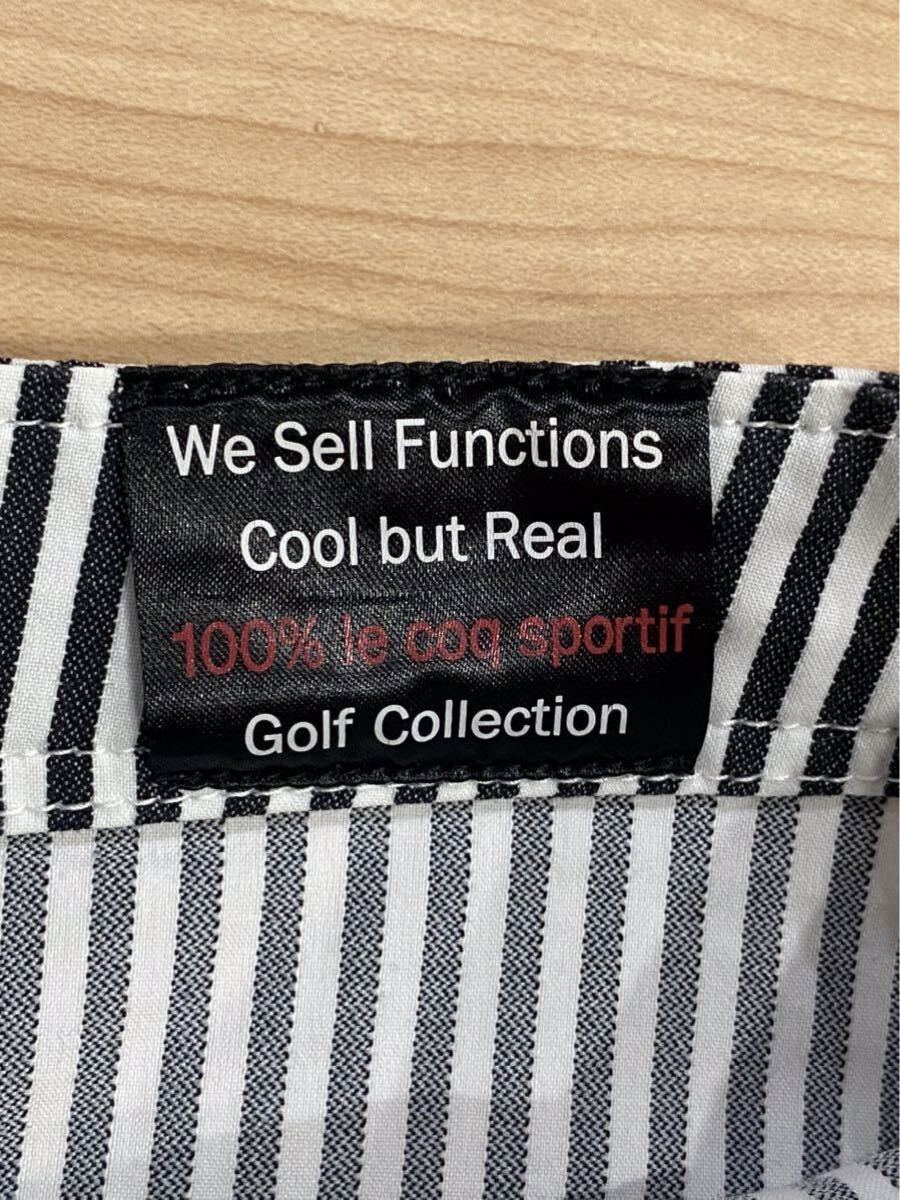 We Sell Functions
Cool but Real
100% le coq sportif
Golf Collection